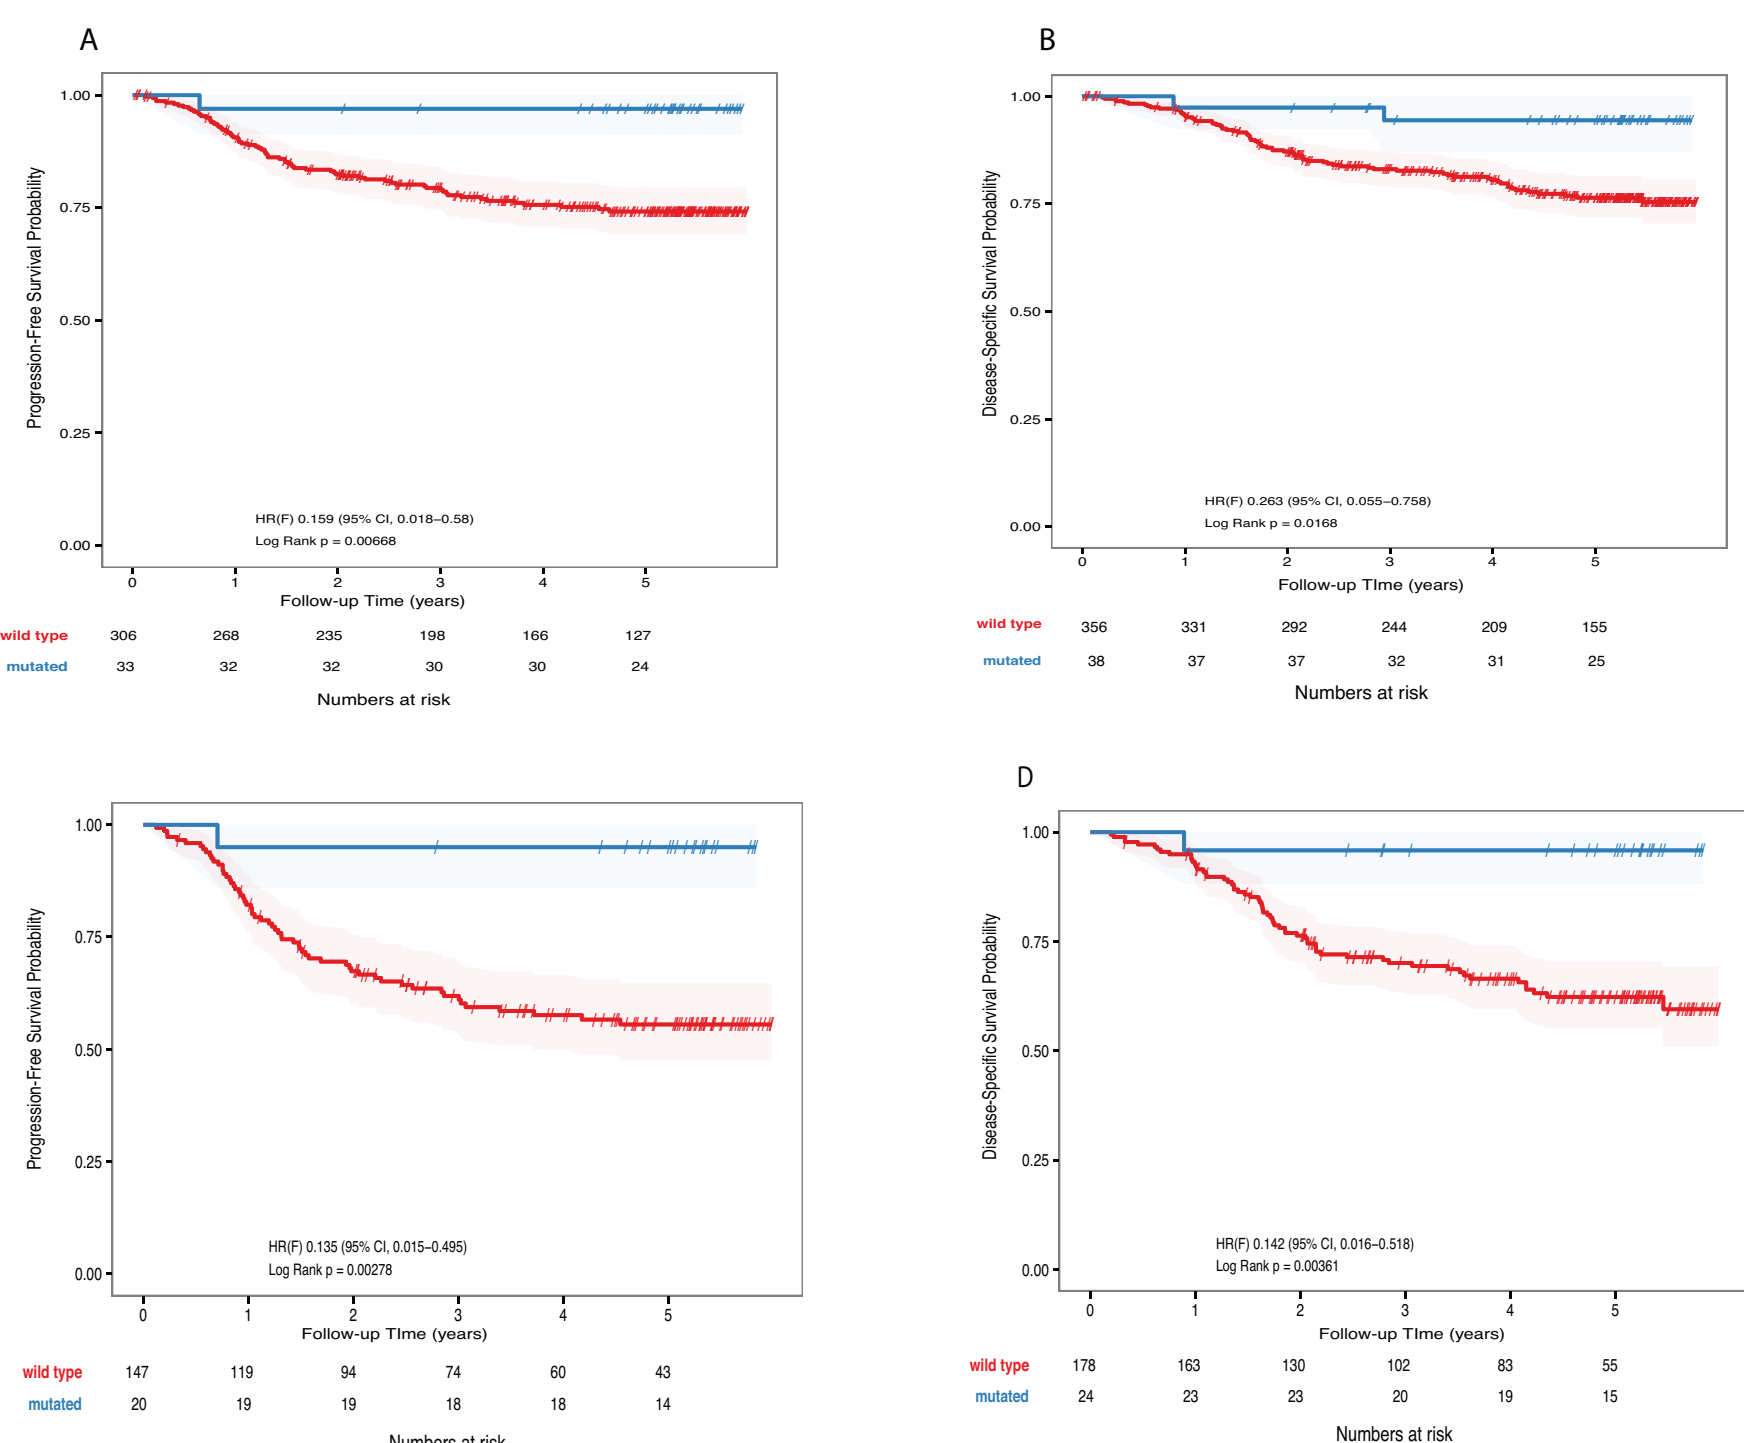 A
Progression-Free Survival Probability
1.00
0.75
0.50
0.25
0.00
HR(F) 0.159 (95% CI, 0.018–0.58)
Log Rank p = 0.00668
0 1 2 3 4 5
Follow-up TIme (years)
wild type 306 268 235 198 166 127
mutated 33 32 32 30 30 24
Numbers at risk
B
Disease-Specific Survival Probability
1.00
0.75
0.50
0.25
0.00
HR(F) 0.263 (95% CI, 0.055–0.758)
Log Rank p = 0.0168
0 1 2 3 4 5
Follow-up TIme (years)
wild type 356 331 292 244 209 155
mutated 38 37 37 32 31 25
Numbers at risk
Progression-Free Survival Probability
1.00
0.75
0.50
0.25
0.00
HR(F) 0.135 (95% CI, 0.015–0.495)
Log Rank p = 0.00278
0 1 2 3 4 5
Follow-up TIme (years)
wild type 147 119 94 74 60 43
mutated 20 19 19 18 18 14
Numbers at risk
D
Disease-Specific Survival Probability
1.00
0.75
0.50
0.25
0.00
HR(F) 0.142 (95% CI, 0.016–0.518)
Log Rank p = 0.00361
0 1 2 3 4 5
Follow-up TIme (years)
wild type 178 163 130 102 83 55
mutated 24 23 23 20 19 15
Numbers at risk